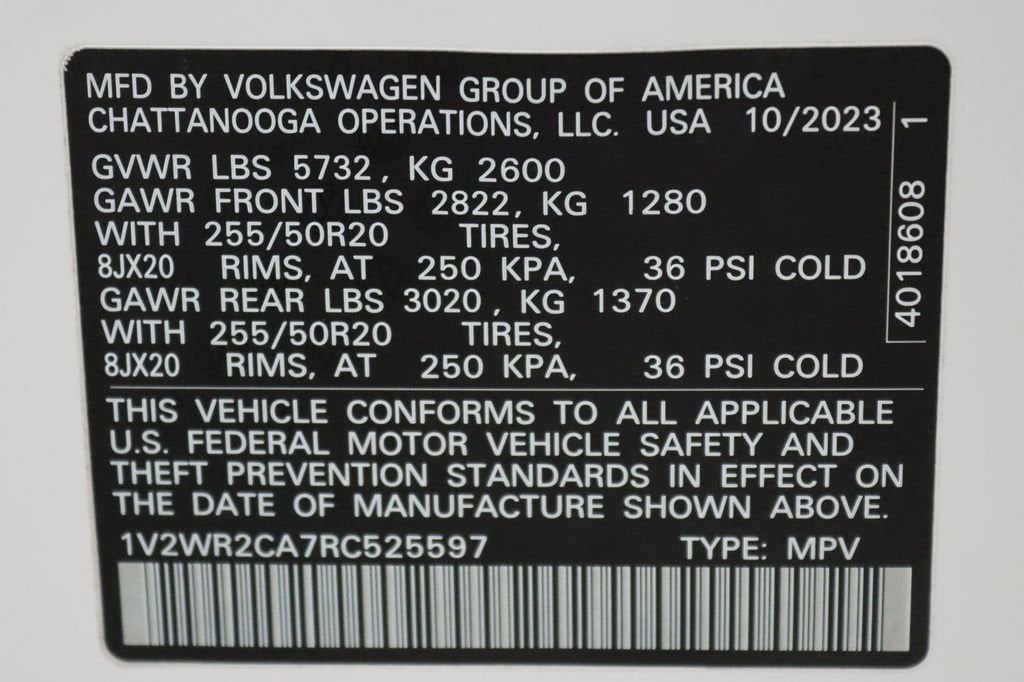 MFD BY VOLKSWAGEN GROUP OF AMERICA
CHATTANOOGA OPERATIONS, LLC. USA 10/2023
GVWR LBS 5732, KG 2600
GAWR FRONT LBS 2822, KG 1280
WITH 255/50R20 TIRES,
8JX20 RIMS, AT 250 KPA, 36 PSI COLD
GAWR REAR LBS 3020, KG 1370
WITH 255/50R20 TIRES,
8JX20 RIMS, AT 250 KPA, 36 PSI COLD
4018608 1
THIS VEHICLE CONFORMS TO ALL APPLICABLE
U.S. FEDERAL MOTOR VEHICLE SAFETY AND
THEFT PREVENTION STANDARDS IN EFFECT ON
THE DATE OF MANUFACTURE SHOWN ABOVE.
1V2WR2CA7RC525597 TYPE: MPV